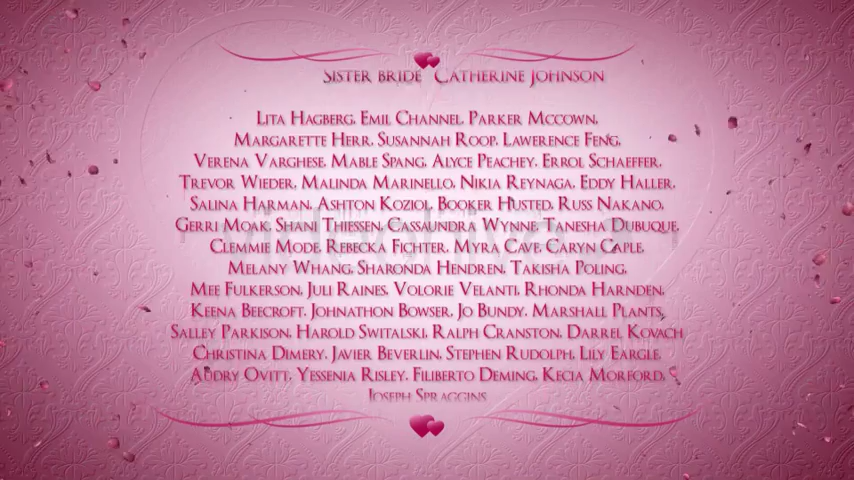 Sister bride Catherine Johnson
Lita Hagberg, Emil Channel, Parker Mccown,
Margarette Herr, Susannah Roop, Lawerence Feng,
Verena Varghese, Mable Spang, Alyce Peachey, Errol Schaeffer,
Trevor Wieder, Malinda Marinello, Nikia Reynaga, Eddy Haller,
Salina Harman, Ashton Koziol, Booker Husted, Russ Nakano,
Gerri Moak, Shani Thiessen, Cassaundra Wynne, Tanesha Dubuque,
Clemmie Mode, Rebecka Fichter, Myra Cave, Caryn Caple,
Melany Whang, Sharonda Hendren, Takisha Poling,
Mee Fulkerson, Juli Raines, Volorie Velanti, Rhonda Harnden,
Keena Beecroft, Johnathon Bowser, Jo Bundy, Marshall Plants,
Salley Parkison, Harold Switalski, Ralph Cranston, Darrel Kovach
Christina Dimery, Javier Beverlin, Stephen Rudolph, Lily Eargle,
Audry Ovitt, Yessenia Risley, Filiberto Deming, Kecia Morford,
Joseph Spraggins